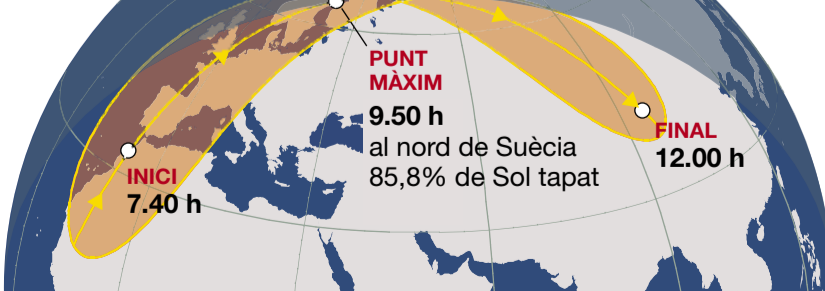 PUNT
MÀXIM
9.50 h
al nord de Suècia
85,8% de Sol tapat
FINAL
12.00 h
INICI
7.40 h